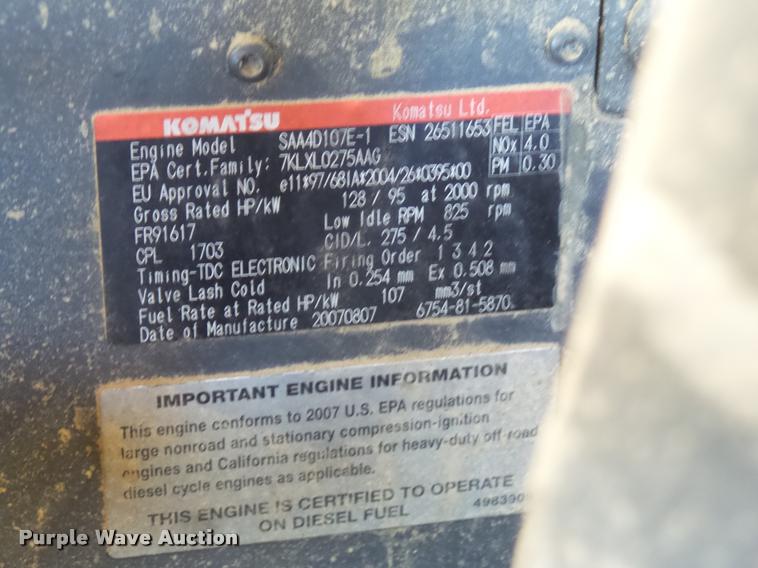 KOMATSU Komatsu Ltd.
Engine Model SAA4D107E-1 ESN 26511653 FEL EPA
EPA Cert.Family: 7KLXL0275AAG NOx 4.0
EU Approval NO. e11*97/68IA*2004/26*0395*00 PM 0.30
Gross Rated HP/kW 128 / 95 at 2000 rpm
FR91617 Low Idle RPM 825 rpm
CPL 1703 CID/L. 275 / 4.5
Timing-TDC ELECTRONIC Firing Order 1 3 4 2
Valve Lash Cold In 0.254 mm Ex 0.508 mm
Fuel Rate at Rated HP/kW 107 mm3/st
Date of Manufacture 20070807 6754-81-5870
IMPORTANT ENGINE INFORMATION
This engine conforms to 2007 U.S. EPA regulations for
large nonroad and stationary compression-ignition
engines and California regulations for heavy-duty off-road
diesel cycle engines as applicable.
THIS ENGINE IS CERTIFIED TO OPERATE
ON DIESEL FUEL
Purple Wave Auction